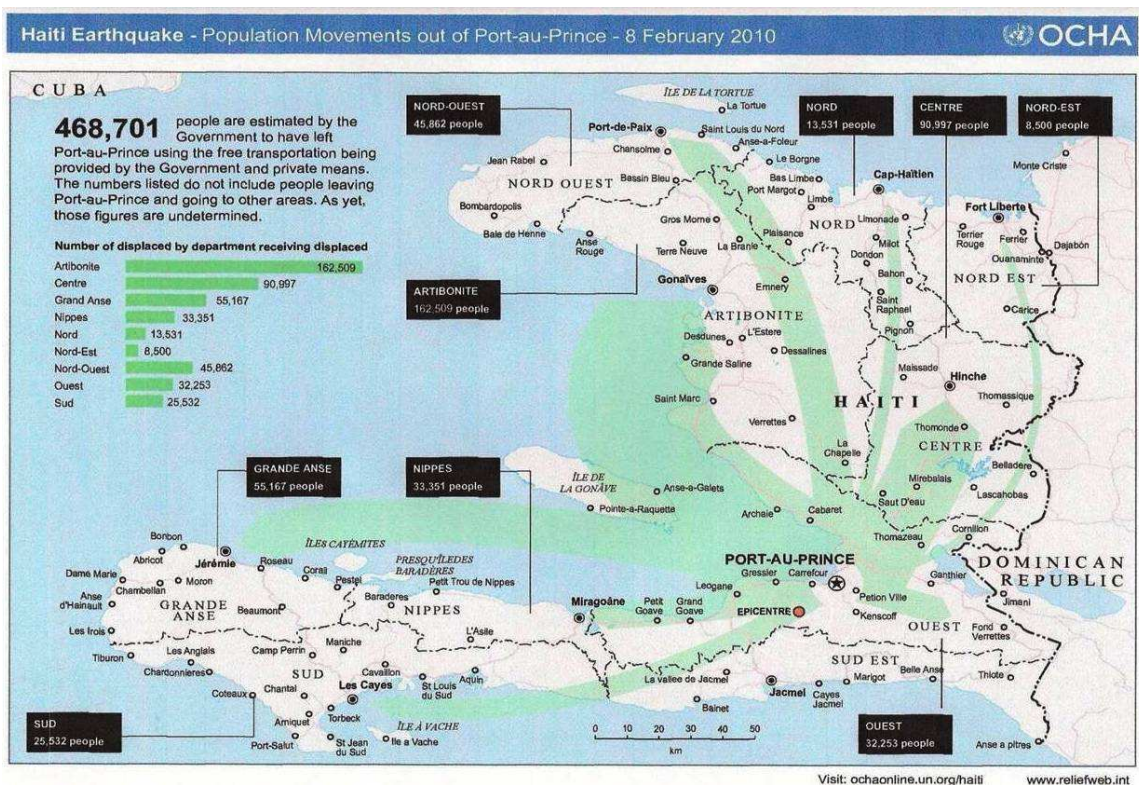 Haiti Earthquake - Population Movements out of Port-au-Prince - 8 February 2010
OCHA
CUBA
468,701 people are estimated by the
Government to have left
Port-au-Prince using the free transportation being
provided by the Government and private means.
The numbers listed do not include people leaving
Port-au-Prince and going to other areas. As yet,
those figures are undetermined.
Number of displaced by department receiving displaced
Artibonite 162,509
Centre 90,997
Grand Anse 55,167
Nippes 33,351
Nord 13,531
Nord-Est 8,500
Nord-Ouest 45,862
Ouest 32,253
Sud 25,532
NORD-OUEST
45,862 people
ÎLE DE LA TORTUE
La Tortue
NORD
13,531 people
CENTRE
90,997 people
NORD-EST
8,500 people
Port-de-Paix
Saint Louis du Nord
Anse-a-Foleur
Chansolme
Le Borgne
Jean Rabel
Bassin Bleu
NORD OUEST
Bas Limbe
Port Margot
Limbe
Cap-Haïtien
Monte Criste
Fort Liberte
Bombardopolis
Baie de Henne
Anse
Rouge
Gros Morne
Terre Neuve
La Branle
Plaisance
NORD
Limonade
Milot
Dondon
Terrier
Rouge
Ferrier
Ouanaminte
Dajabón
NORD EST
Bahon
Gonaïves
Ennery
ARTIBONITE
162,509 people
ARTIBONITE
Saint
Raphael
Pignon
Carice
Desdunes
L'Estere
Dessalines
Grande Saline
Maissade
Hinche
Saint Marc
HAITI
Thomassique
Verrettes
Thomonde
CENTRE
La
Chapelle
Belladere
GRANDE ANSE
55,167 people
NIPPES
33,351 people
ÎLE DE
LA GONÂVE
Anse-a-Galets
Pointe-a-Raquette
Mirebalais
Saut D'eau
Lascahobas
Archaie
Cabaret
Thomazeau
Cornillon
Bonbon
Abricot
Jérémie
Roseau
ÎLES CAYÉMITES
Corail
Pestel
PRESQU'ÎLEDES
BARADÈRES
Petit Trou de Nippes
PORT-AU-PRINCE
DOMINICAN
REPUBLIC
Dame Marie
Chambellan
Moron
Anse
d'Hainault
GRANDE
ANSE
Beaumont
Baraderes
NIPPES
Miragoâne
Leogane
Gressier
Carrefour
Petit
Goave
Grand
Goave
EPICENTRE
Petion Ville
Kenscoff
Ganthier
Jimani
OUEST
Fond
Verrettes
Les Irois
Tiburon
Les Anglais
Chardonnieres
Camp Perrin
Maniche
L'Asile
Cavaillon
SUD
Les Cayes
St Louis
du Sud
Aquin
La vallee de Jacmel
SUD EST
Belle Anse
Thiote
Jacmel
Cayes
Jacmel
Marigot
Bainet
Coteaux
Chantal
Arniquet
Torbeck
Port-Salut
St Jean
du Sud
ÎLE À VACHE
Ile a Vache
SUD
25,532 people
0 10 20 30 40 50
km
OUEST
32,253 people
Anse a pitres
Visit: ochaonline.un.org/haiti www.reliefweb.int